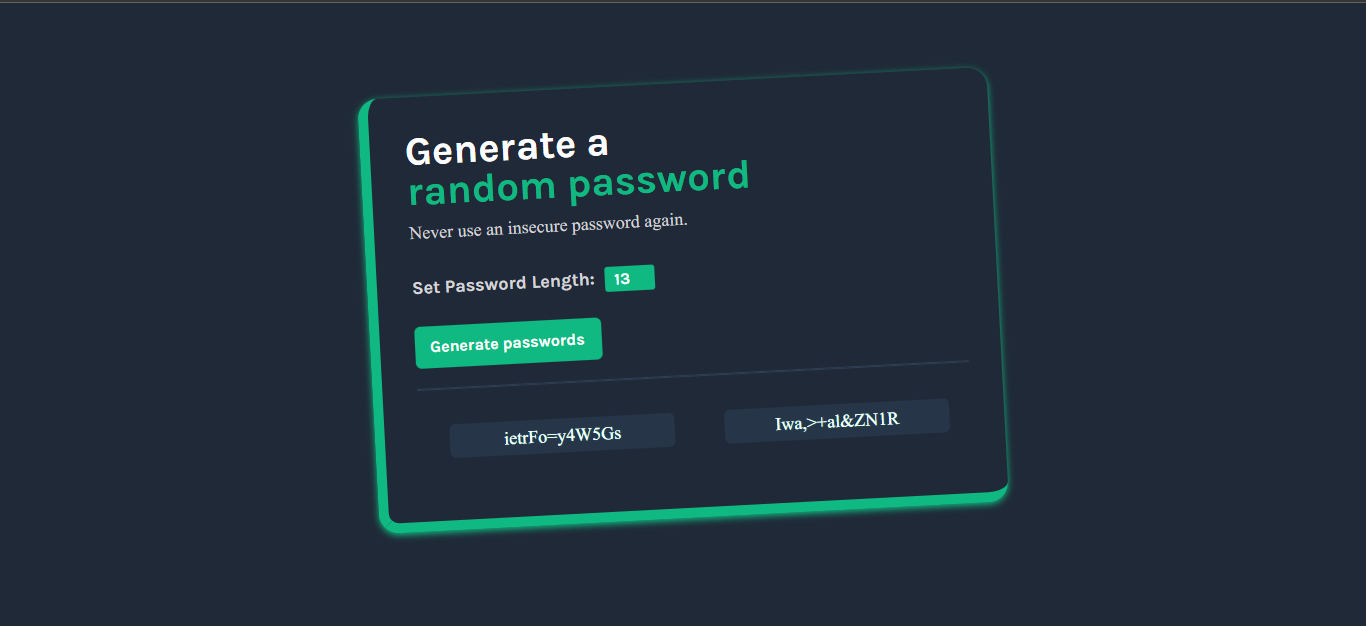 Generate a
random password
Never use an insecure password again.
Set Password Length: 13
Generate passwords
ietrFo=y4W5Gs Iwa,>+al&ZN1R